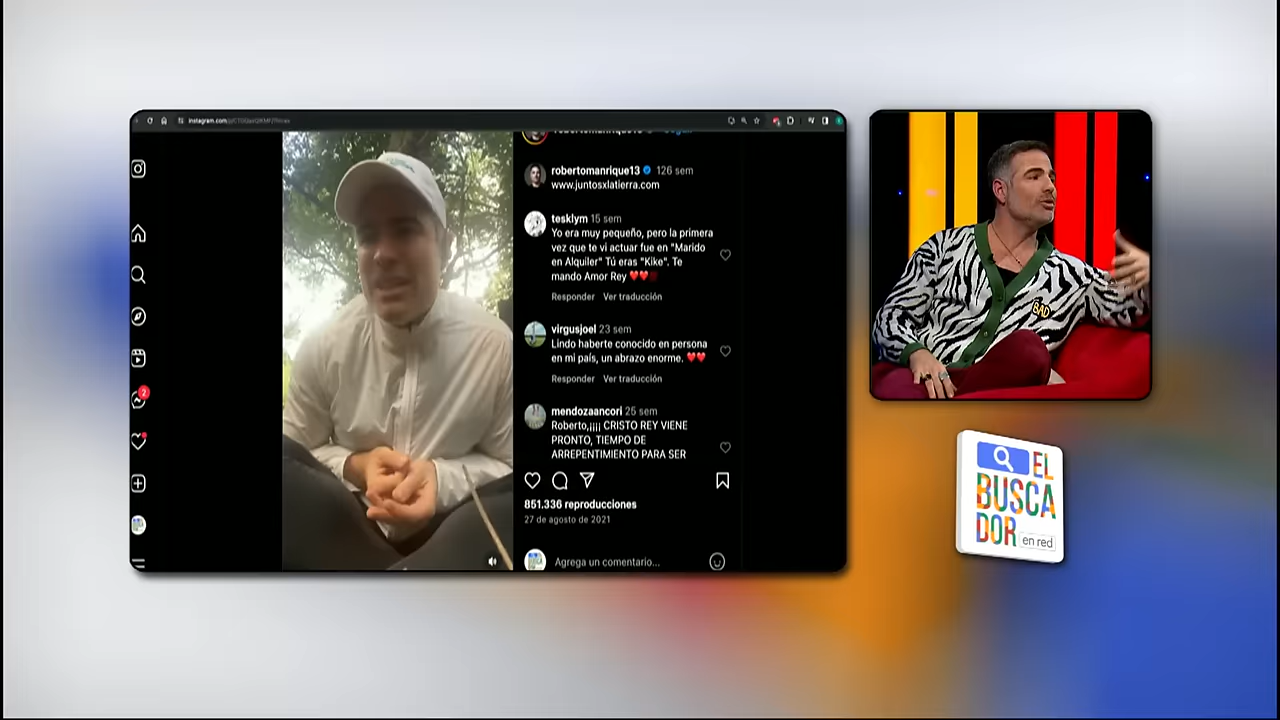 instagram.com
robertomanrique13 126 sem
www.juntosxlatierra.com
tesklym 15 sem
Yo era muy pequeño, pero la primera
vez que te vi actuar fue en "Marido
en Alquiler" Tú eras "Kike". Te
mando Amor Rey ❤️❤️
Responder Ver traducción
virgusjoel 23 sem
Lindo haberte conocido en persona
en mi país, un abrazo enorme. ❤️❤️
Responder Ver traducción
mendozaancori 25 sem
Roberto,¡¡¡¡ CRISTO REY VIENE
PRONTO, TIEMPO DE
ARREPENTIMIENTO PARA SER
851.336 reproducciones
27 de agosto de 2021
Agrega un comentario...
2
BAD
EL
BUSCA
DOR en red